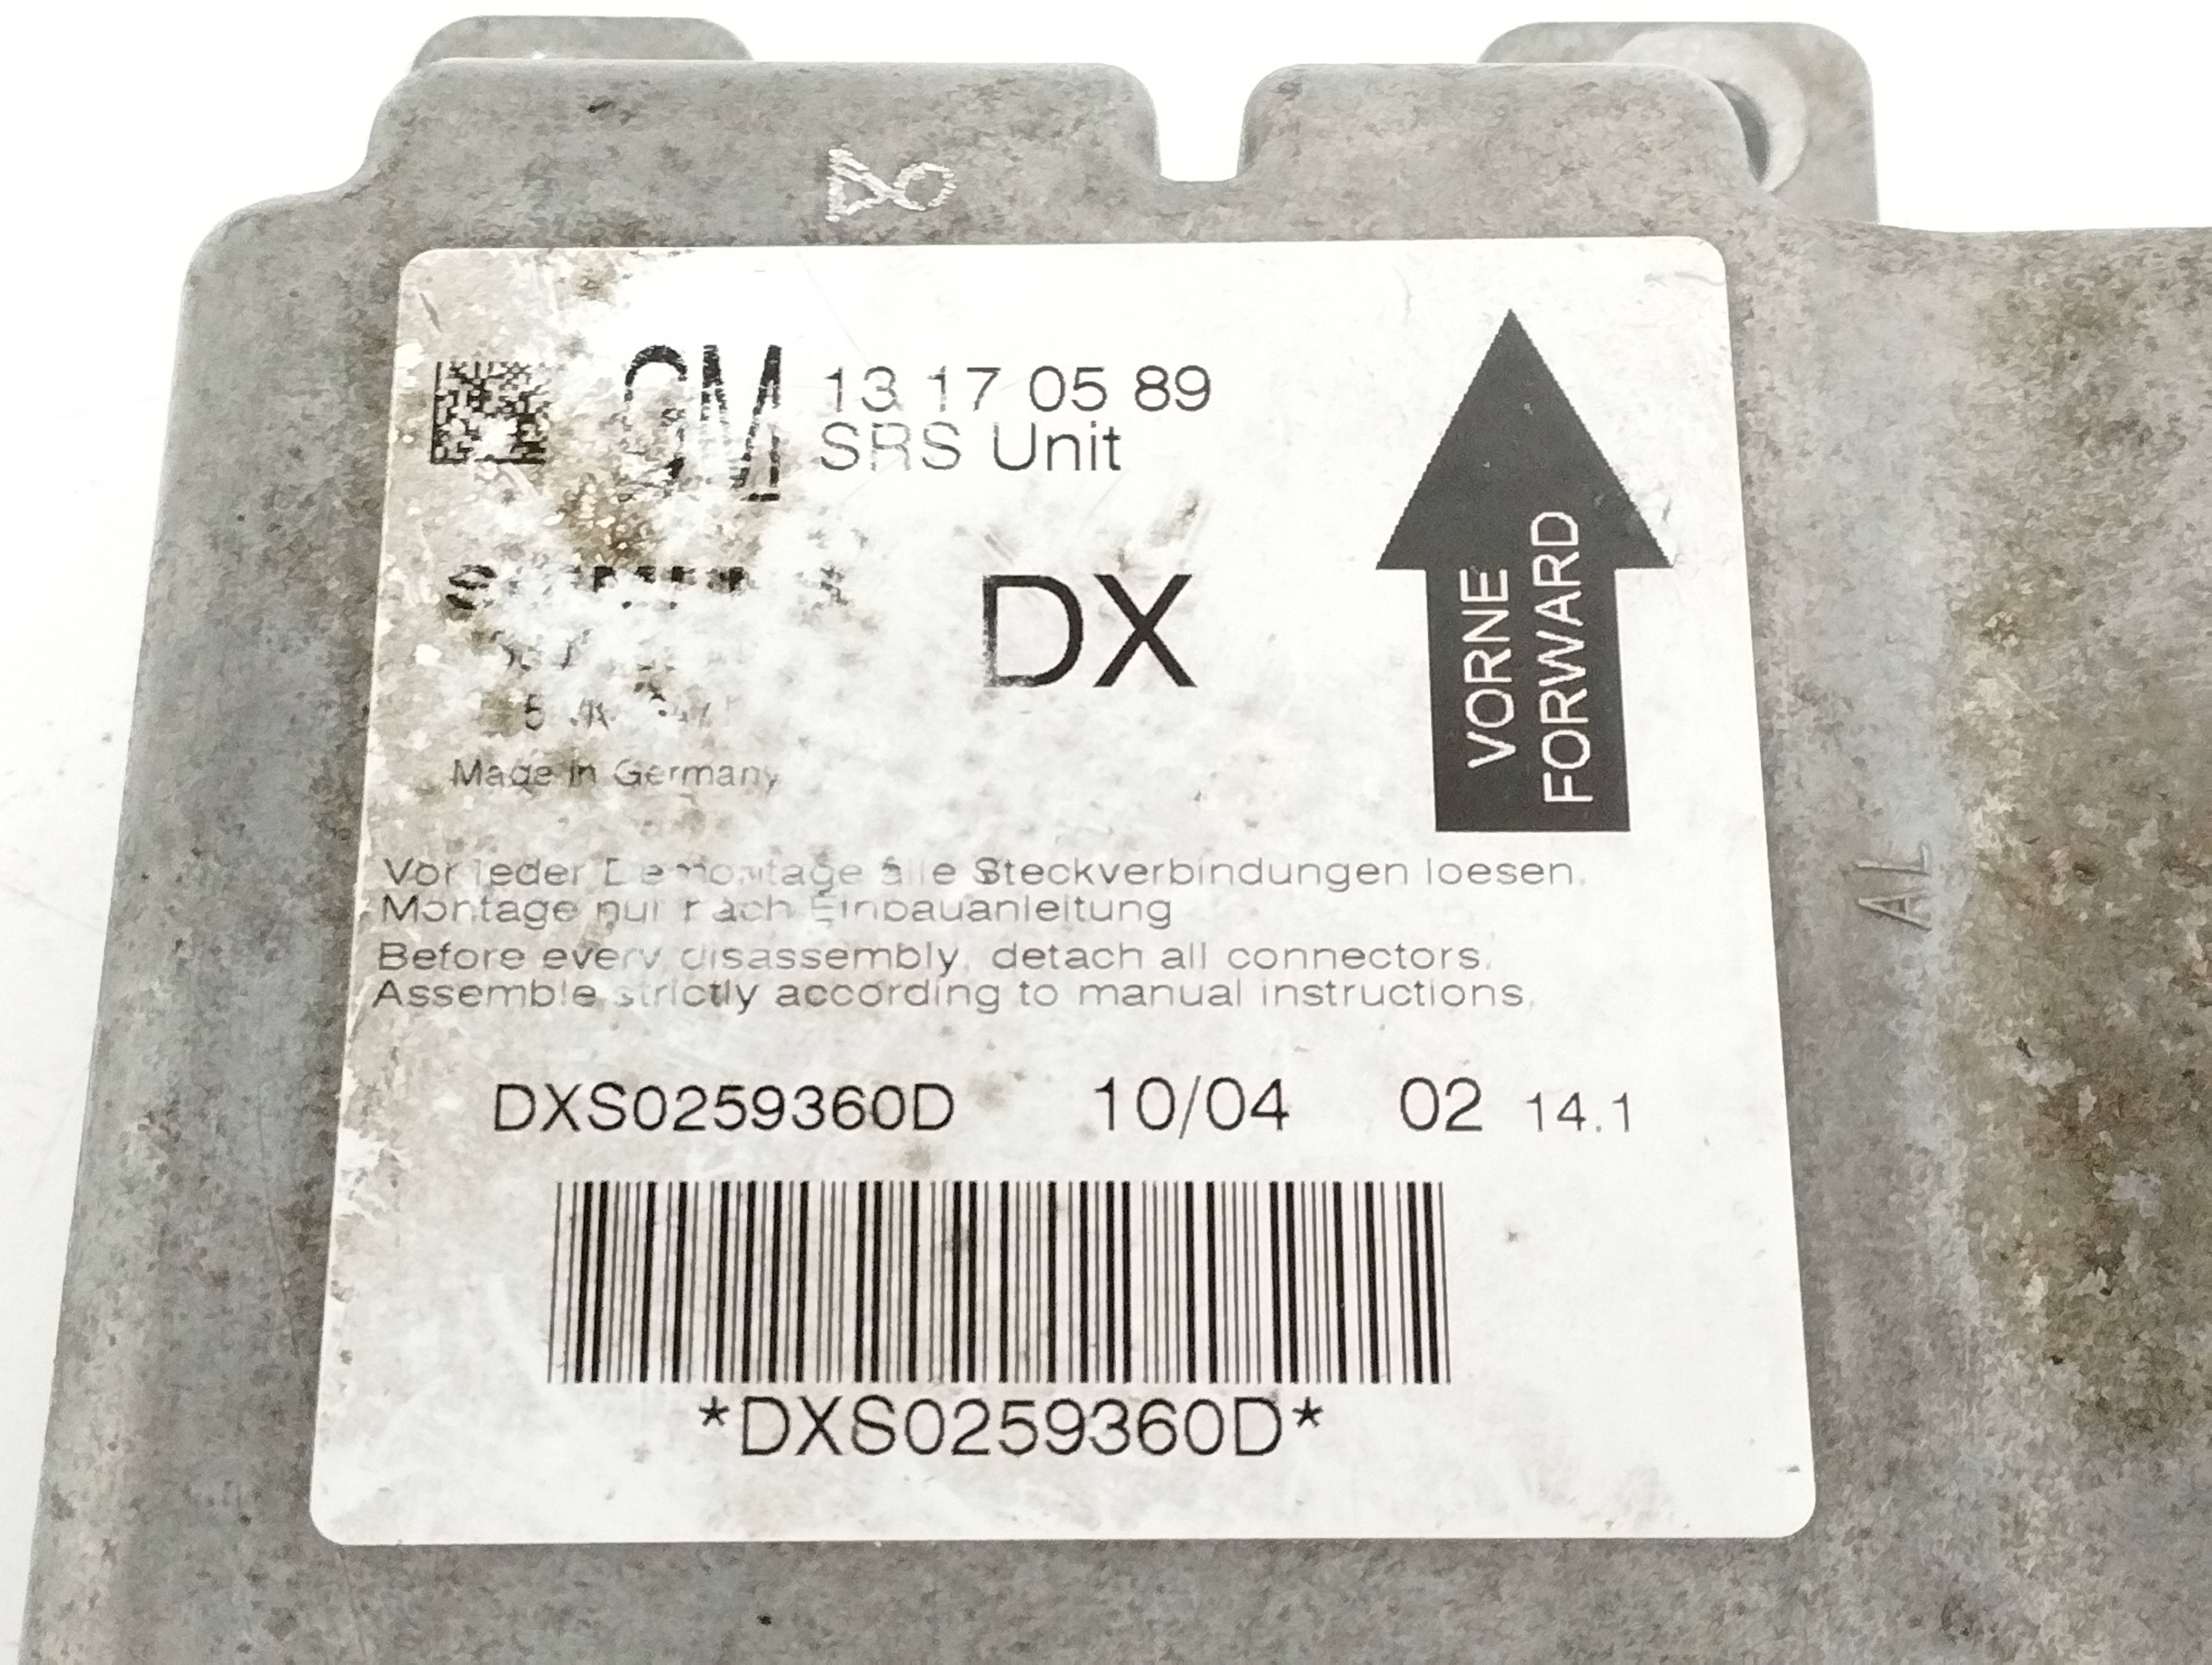 GM 13 17 05 89
SRS Unit
DX
VORNE
FORWARD
Made in Germany
Vor jeder Demontage alle Steckverbindungen loesen.
Montage nur nach Einbauanleitung
Before every disassembly, detach all connectors.
Assemble strictly according to manual instructions.
AL
DXS0259360D 10/04 02 14.1
*DXS0259360D*